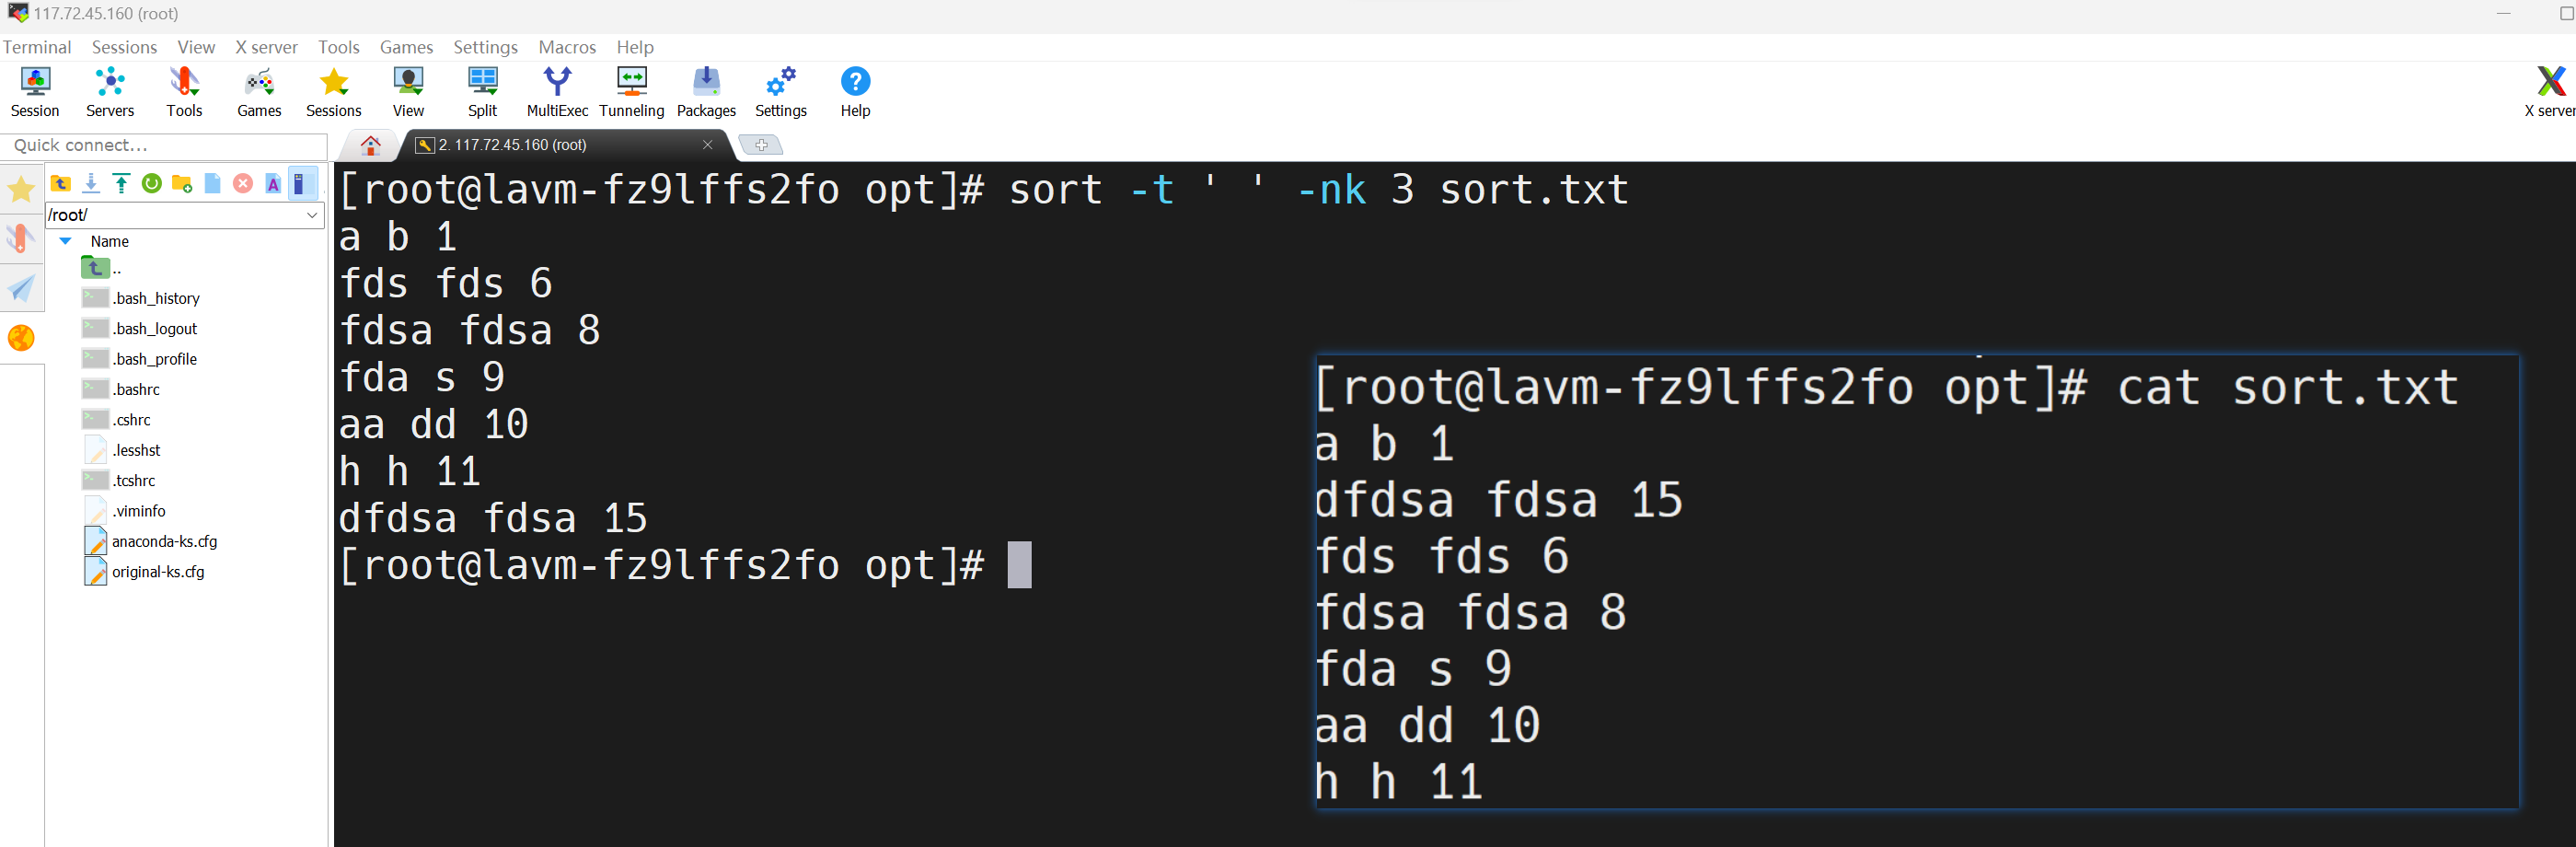 117.72.45.160 (root)
Terminal Sessions View X server Tools Games Settings Macros Help
Session Servers Tools Games Sessions View Split MultiExec Tunneling Packages Settings Help X server
Quick connect...
2. 117.72.45.160 (root)
/root/
Name
..
.bash_history
.bash_logout
.bash_profile
.bashrc
.cshrc
.lesshst
.tcshrc
.viminfo
anaconda-ks.cfg
original-ks.cfg
[root@lavm-fz9lffs2fo opt]# sort -t ' ' -nk 3 sort.txt
a b 1
fds fds 6
fdsa fdsa 8
fda s 9
aa dd 10
h h 11
dfdsa fdsa 15
[root@lavm-fz9lffs2fo opt]#
[root@lavm-fz9lffs2fo opt]# cat sort.txt
a b 1
dfdsa fdsa 15
fds fds 6
fdsa fdsa 8
fda s 9
aa dd 10
h h 11